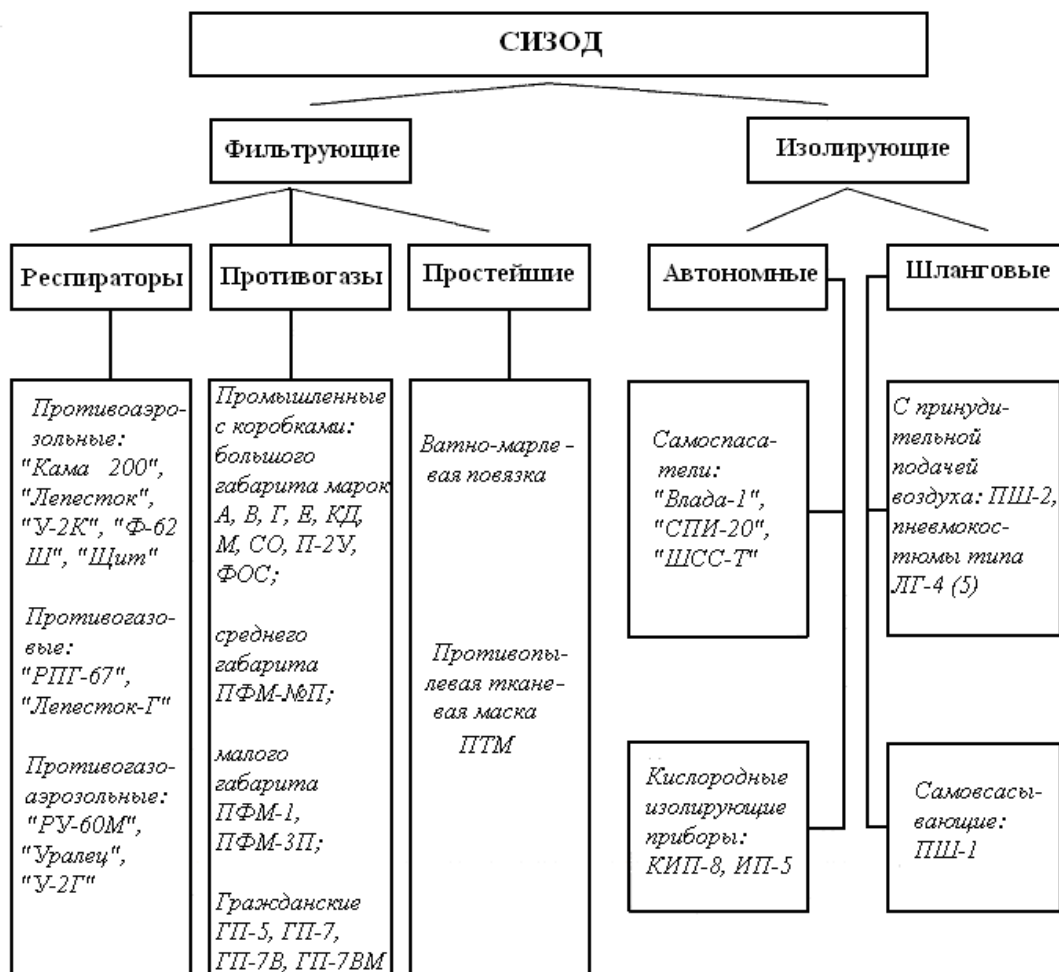 СИЗОД
Фильтрующие
Изолирующие
Респираторы
Противогазы
Простейшие
Автономные
Шланговые
Противоаэро-
зольные:
"Кама 200",
"Лепесток",
"У-2К", "Ф-62
Ш", "Щит"
Противогазо-
вые:
"РПГ-67",
"Лепесток-Г"
Противогазо-
аэрозольные:
"РУ-60М",
"Уралец",
"У-2Г"
Промышленные
с коробками:
большого
габарита марок
А, В, Г, Е, КД,
М, СО, П-2У,
ФОС;
среднего
габарита
ПФМ-№П;
малого
габарита
ПФМ-1,
ПФМ-3П;
Гражданские
ГП-5, ГП-7,
ГП-7В, ГП-7ВМ
Ватно-марле -
вая повязка
Противопы-
левая ткане-
вая маска
ПТМ
Самоспаса-
тели:
"Влада-1",
"СПИ-20",
"ШСС-Т"
Кислородные
изолирующие
приборы:
КИП-8, ИП-5
С принуди-
тельной
подачей
воздуха: ПШ-2,
пневмокос-
тюмы типа
ЛГ-4 (5)
Самовсасы-
вающие:
ПШ-1